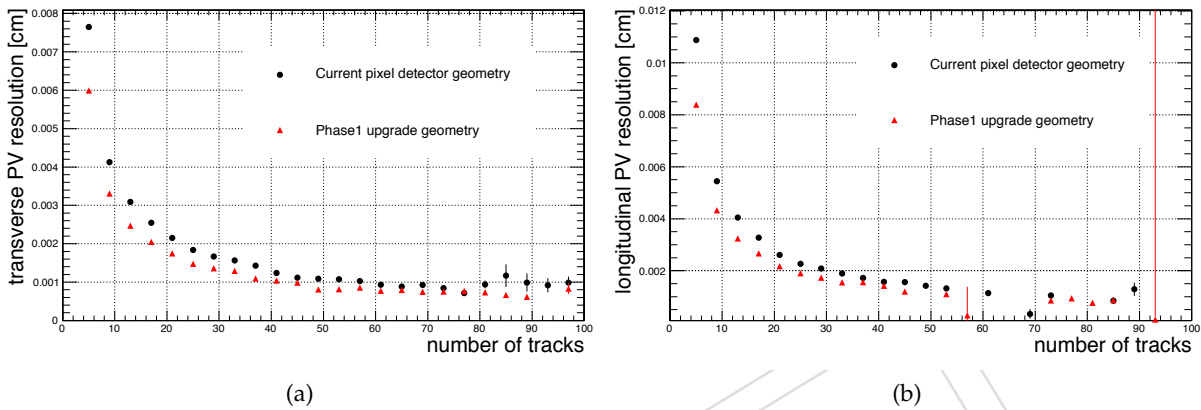 transverse PV resolution [cm]
0.008
0.007
0.006
0.005
0.004
0.003
0.002
0.001
0
Current pixel detector geometry
Phase1 upgrade geometry
0 10 20 30 40 50 60 70 80 90 100
number of tracks
(a)
longitudinal PV resolution [cm]
0.012
0.01
0.008
0.006
0.004
0.002
Current pixel detector geometry
Phase1 upgrade geometry
0 10 20 30 40 50 60 70 80 90 100
number of tracks
(b)